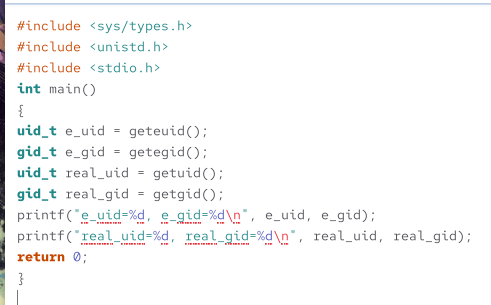 #include <sys/types.h>
#include <unistd.h>
#include <stdio.h>
int main()
{
uid_t e_uid = geteuid();
gid_t e_gid = getegid();
uid_t real_uid = getuid();
gid_t real_gid = getgid();
printf("e_uid=%d, e_gid=%d\n", e_uid, e_gid);
printf("real_uid=%d, real_gid=%d\n", real_uid, real_gid);
return 0;
}